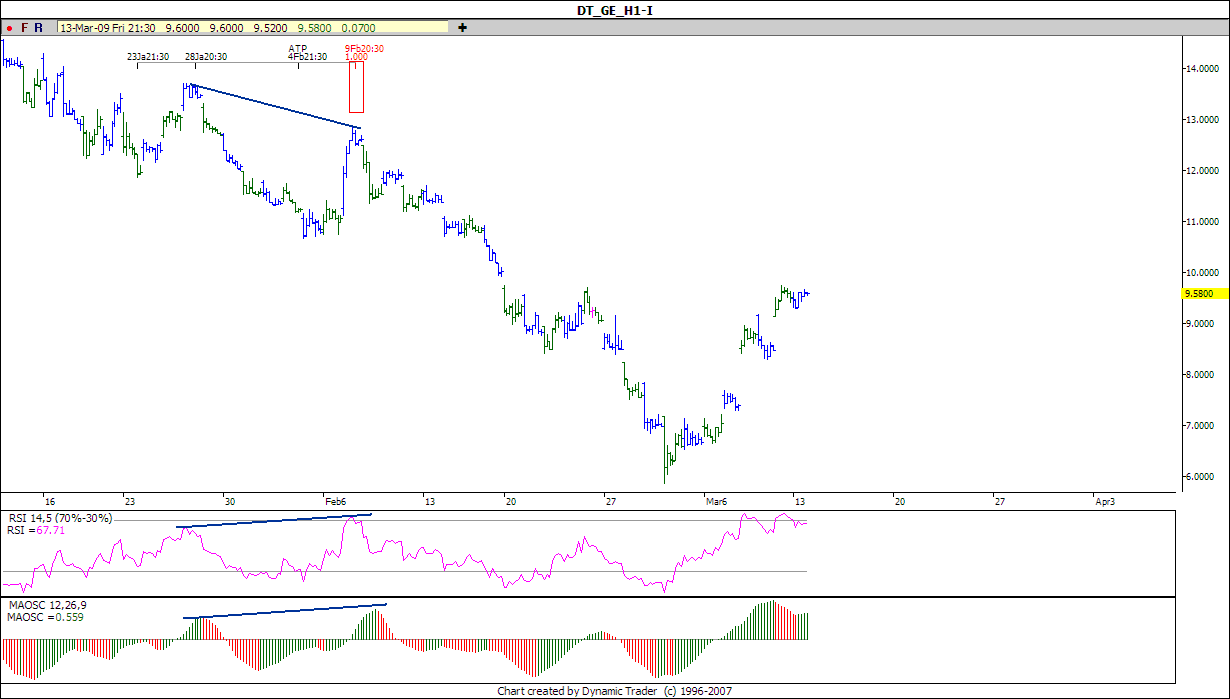 DT_GE_H1-I
F R 13-Mar-09 Fri 21:30 9.6000 9.6000 9.5200 9.5800 0.0700
ATP 9Fb20:30
23Ja21:30 28Ja20:30 4Fb21:30 1.000
14.0000
13.0000
12.0000
11.0000
10.0000
9.5800
9.0000
8.0000
7.0000
6.0000
16 23 30 Feb6 13 20 27 Mar6 13 20 27 Apr3
RSI 14,5 (70%-30%)
RSI =67.71
MAOSC 12,26,9
MAOSC =0.559
Chart created by Dynamic Trader (c) 1996-2007